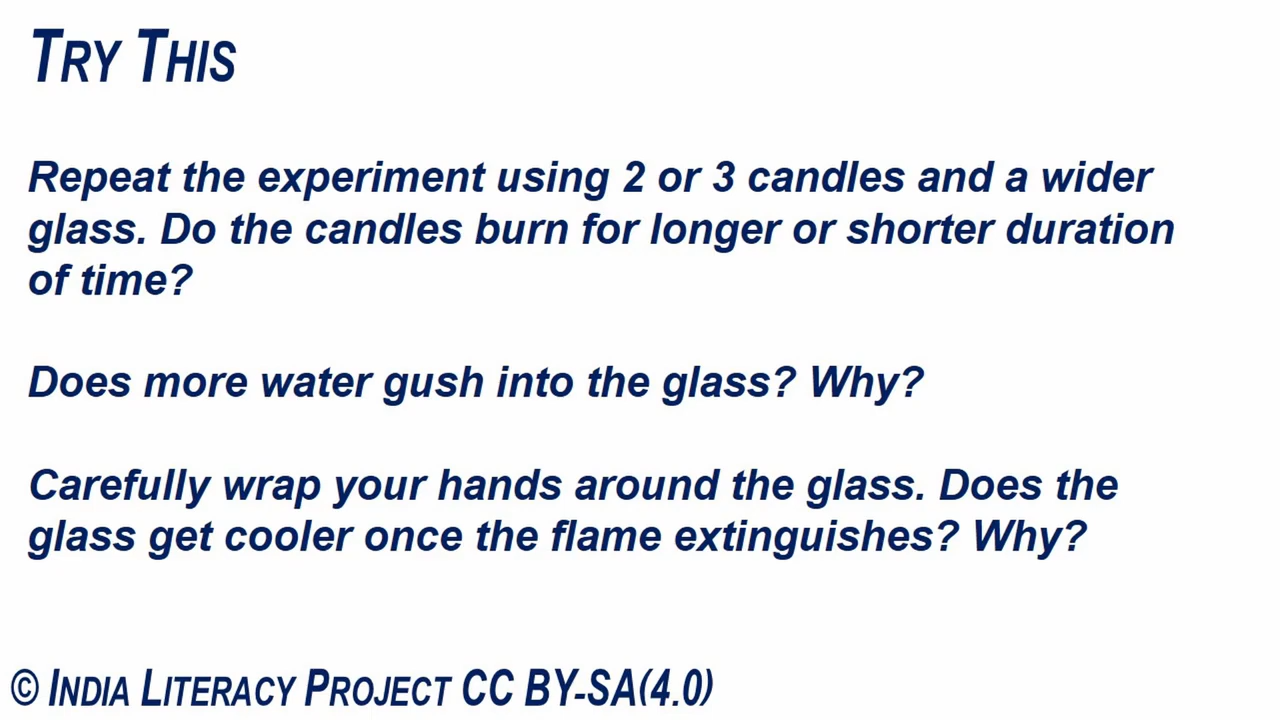 Try This
Repeat the experiment using 2 or 3 candles and a wider
glass. Do the candles burn for longer or shorter duration
of time?
Does more water gush into the glass? Why?
Carefully wrap your hands around the glass. Does the
glass get cooler once the flame extinguishes? Why?
© India Literacy Project CC BY-SA(4.0)